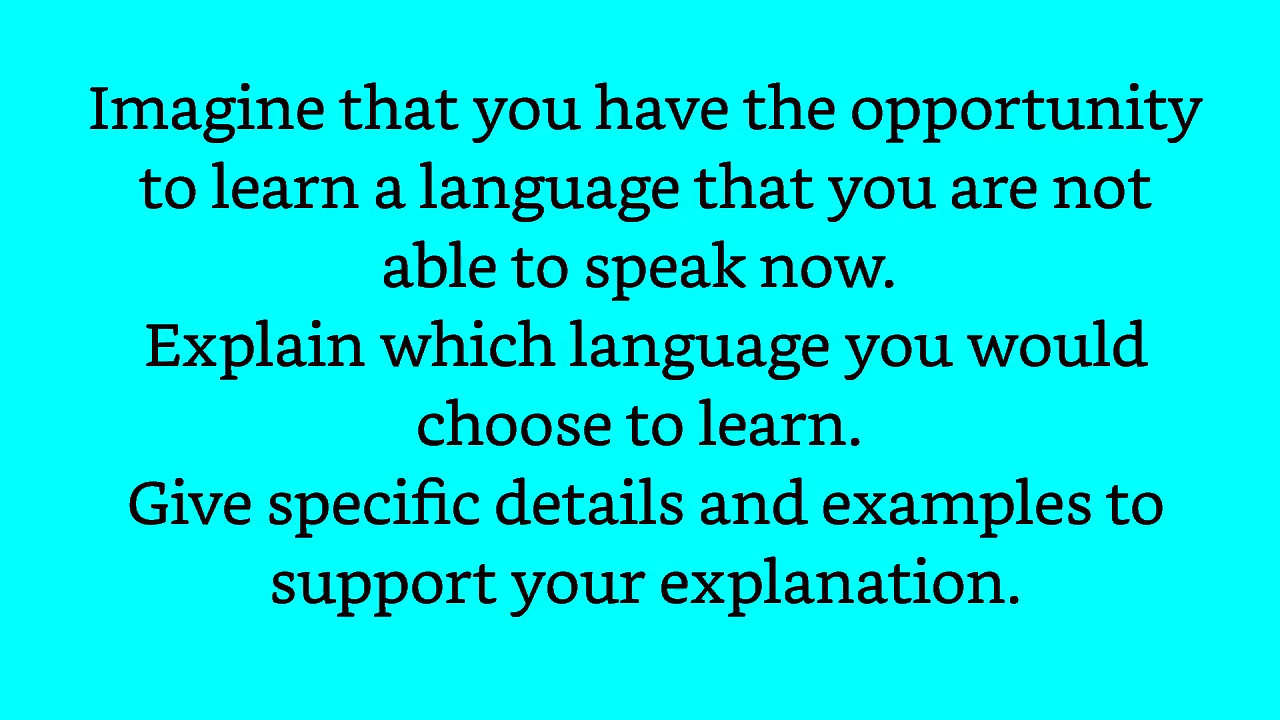 Imagine that you have the opportunity
to learn a language that you are not
able to speak now.
Explain which language you would
choose to learn.
Give specific details and examples to
support your explanation.